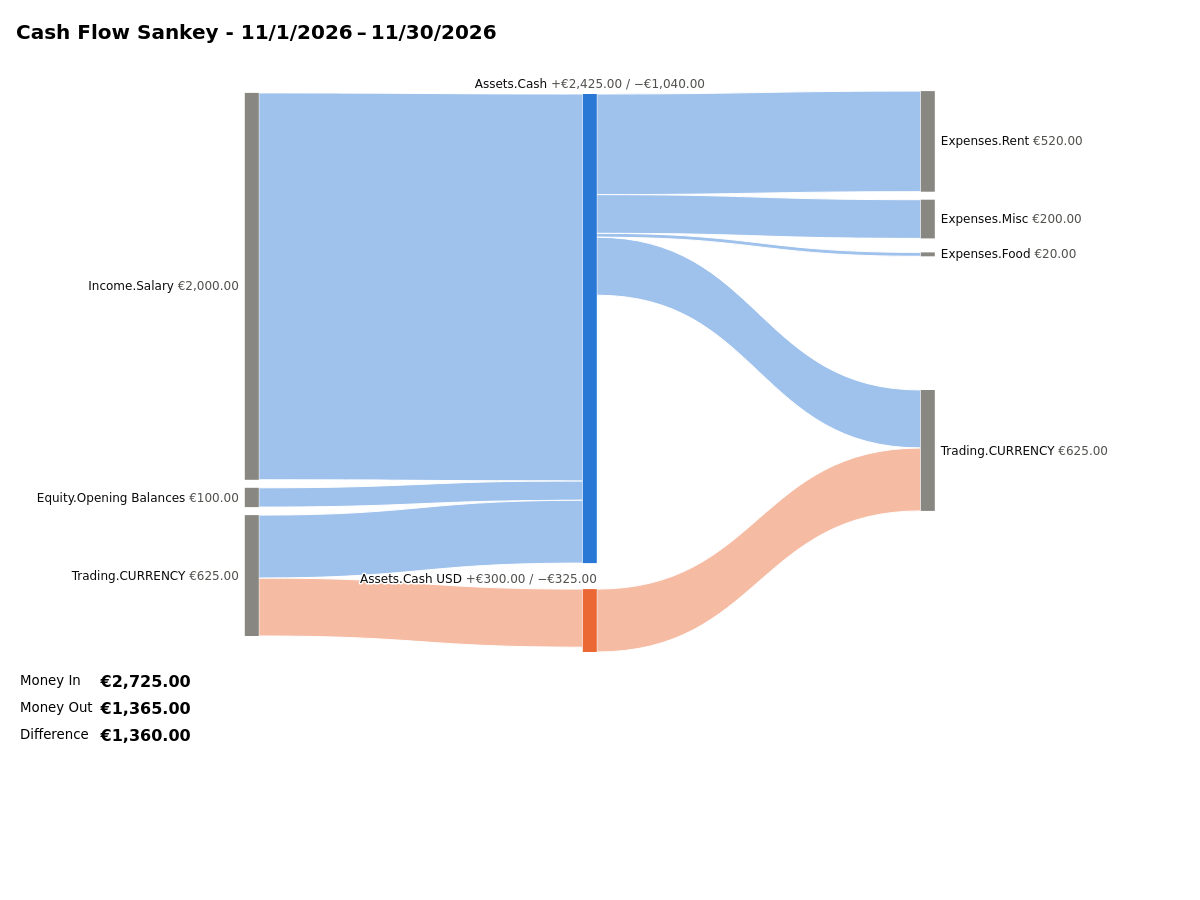 Cash Flow Sankey - 11/1/2026 – 11/30/2026
Assets.Cash +€2,425.00 / −€1,040.00
Expenses.Rent €520.00
Expenses.Misc €200.00
Expenses.Food €20.00
Income.Salary €2,000.00
Trading.CURRENCY €625.00
Equity.Opening Balances €100.00
Trading.CURRENCY €625.00
Assets.Cash USD +€300.00 / −€325.00
Money In €2,725.00
Money Out €1,365.00
Difference €1,360.00